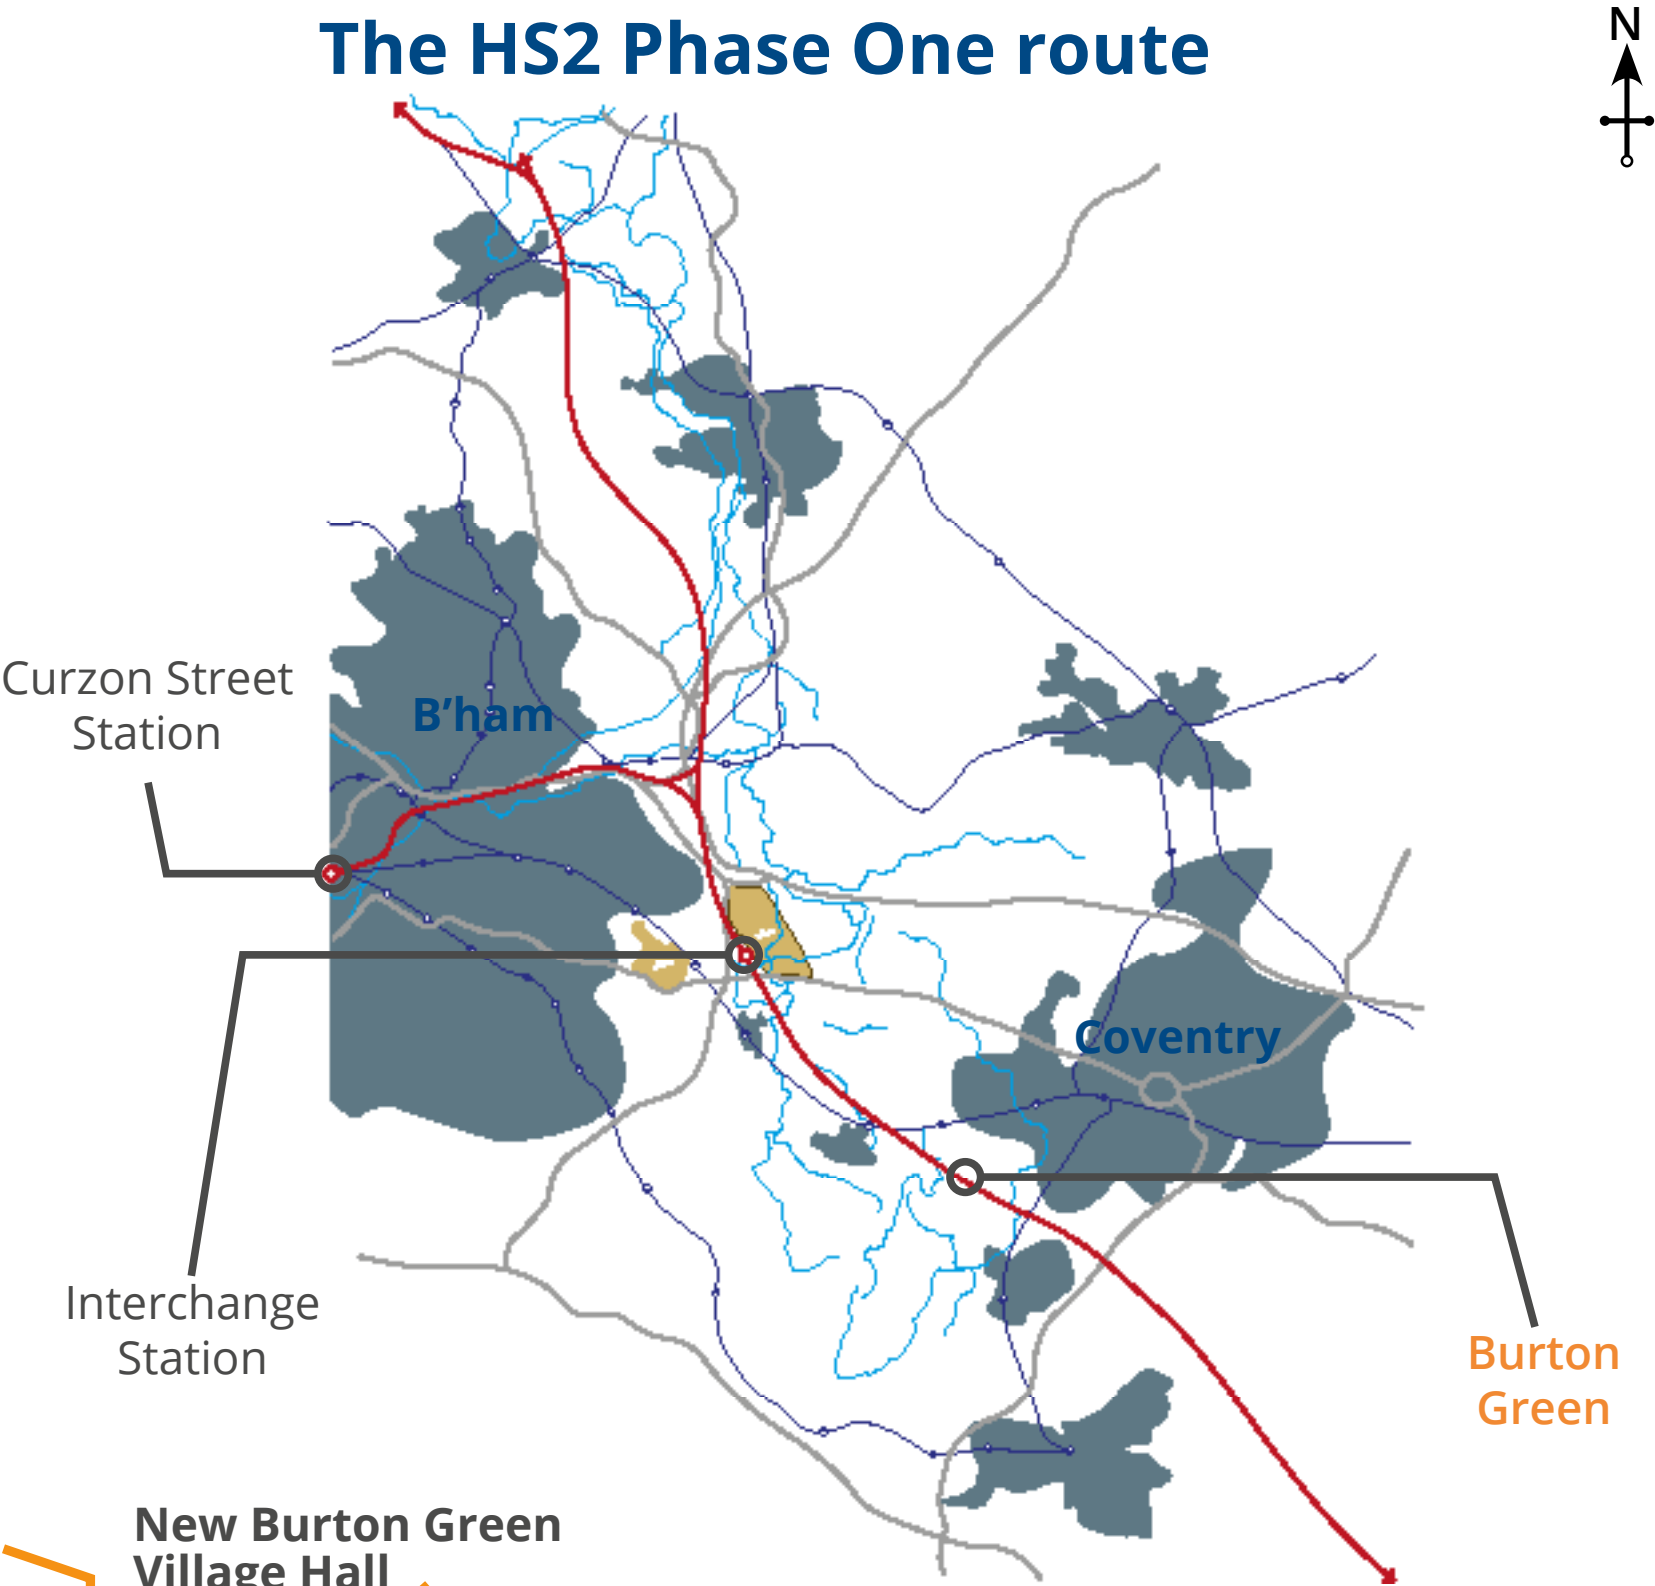 The HS2 Phase One route
N
Curzon Street
Station
B’ham
Coventry
Interchange
Station
Burton
Green
New Burton Green
Village Hall